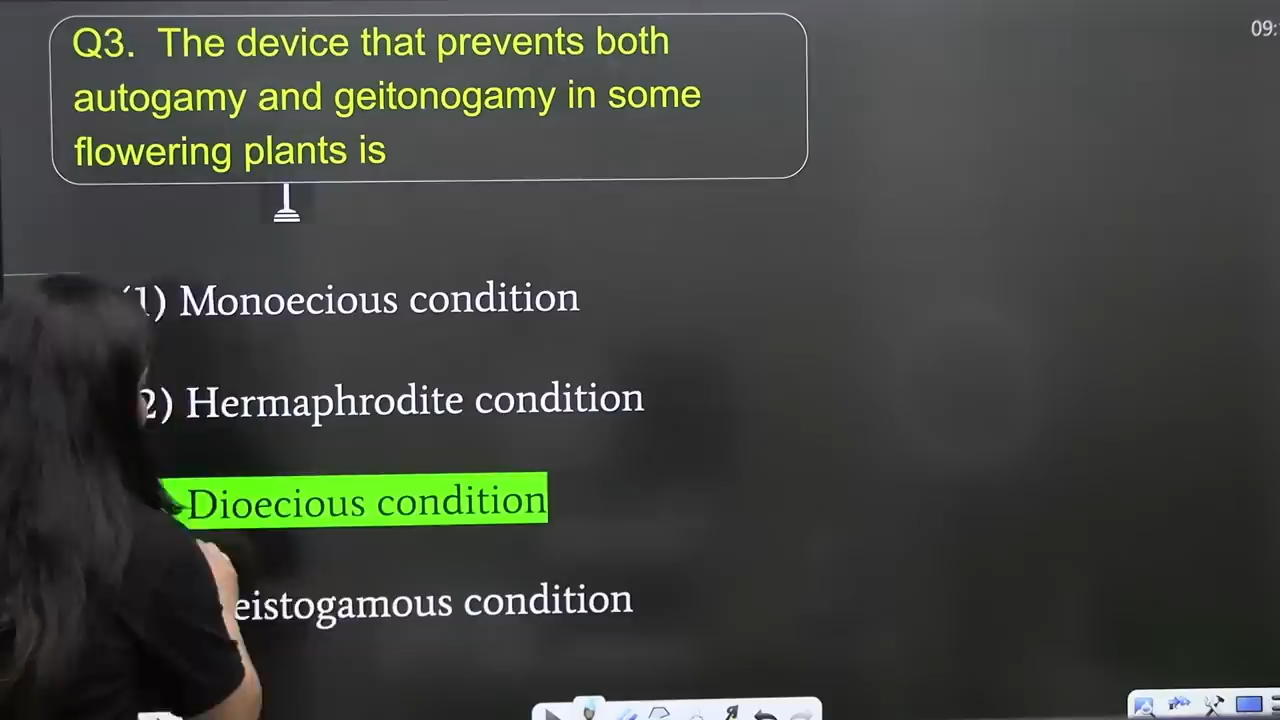 09:
Q3. The device that prevents both
autogamy and geitonogamy in some
flowering plants is
1) Monoecious condition
2) Hermaphrodite condition
Dioecious condition
eistogamous condition